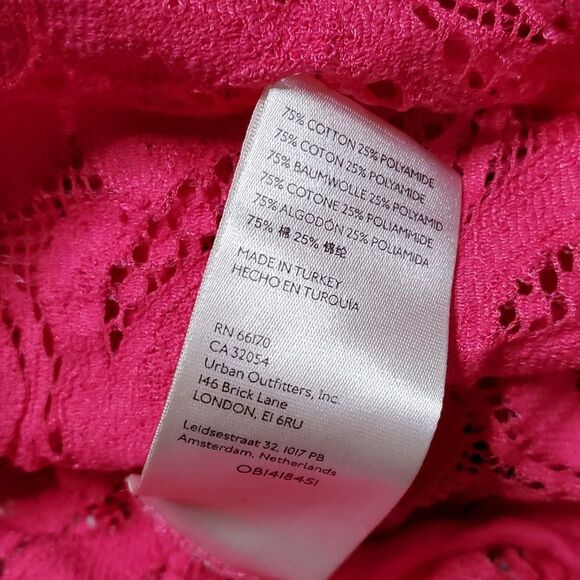 75% COTTON 25% POLYAMIDE
75% COTON 25% POLYAMIDE
75% BAUMWOLLE 25% POLYAMID
75% COTONE 25% POLIAMMIDE
75% ALGODÓN 25% POLIAMIDA
75% 棉 25% 锦纶
MADE IN TURKEY
HECHO EN TURQUÍA
RN 66170
CA 32054
Urban Outfitters, Inc.
146 Brick Lane
LONDON, E1 6RU
Leidsestraat 32, 1017 PB
Amsterdam, Netherlands
OB1418451